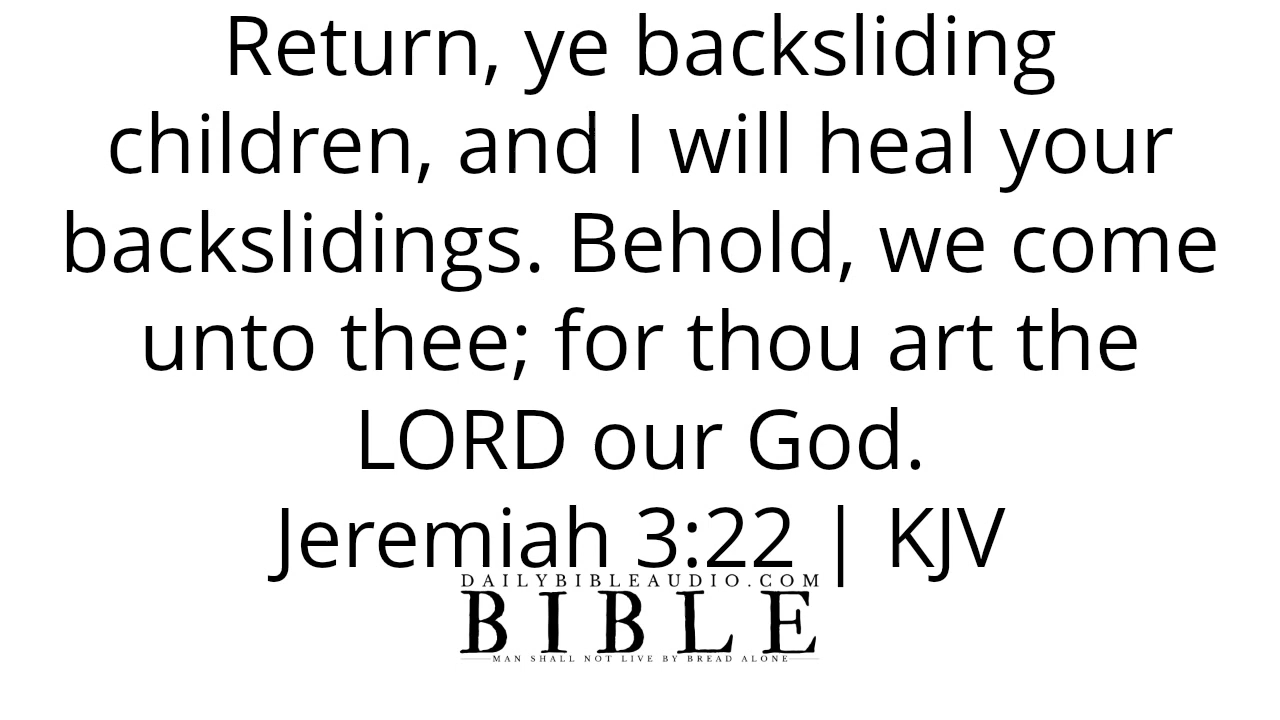 Return, ye backsliding
children, and I will heal your
backslidings. Behold, we come
unto thee; for thou art the
LORD our God.
Jeremiah 3:22 | KJV
DAILYBIBLEAUDIO.COM
BIBLE
MAN SHALL NOT LIVE BY BREAD ALONE